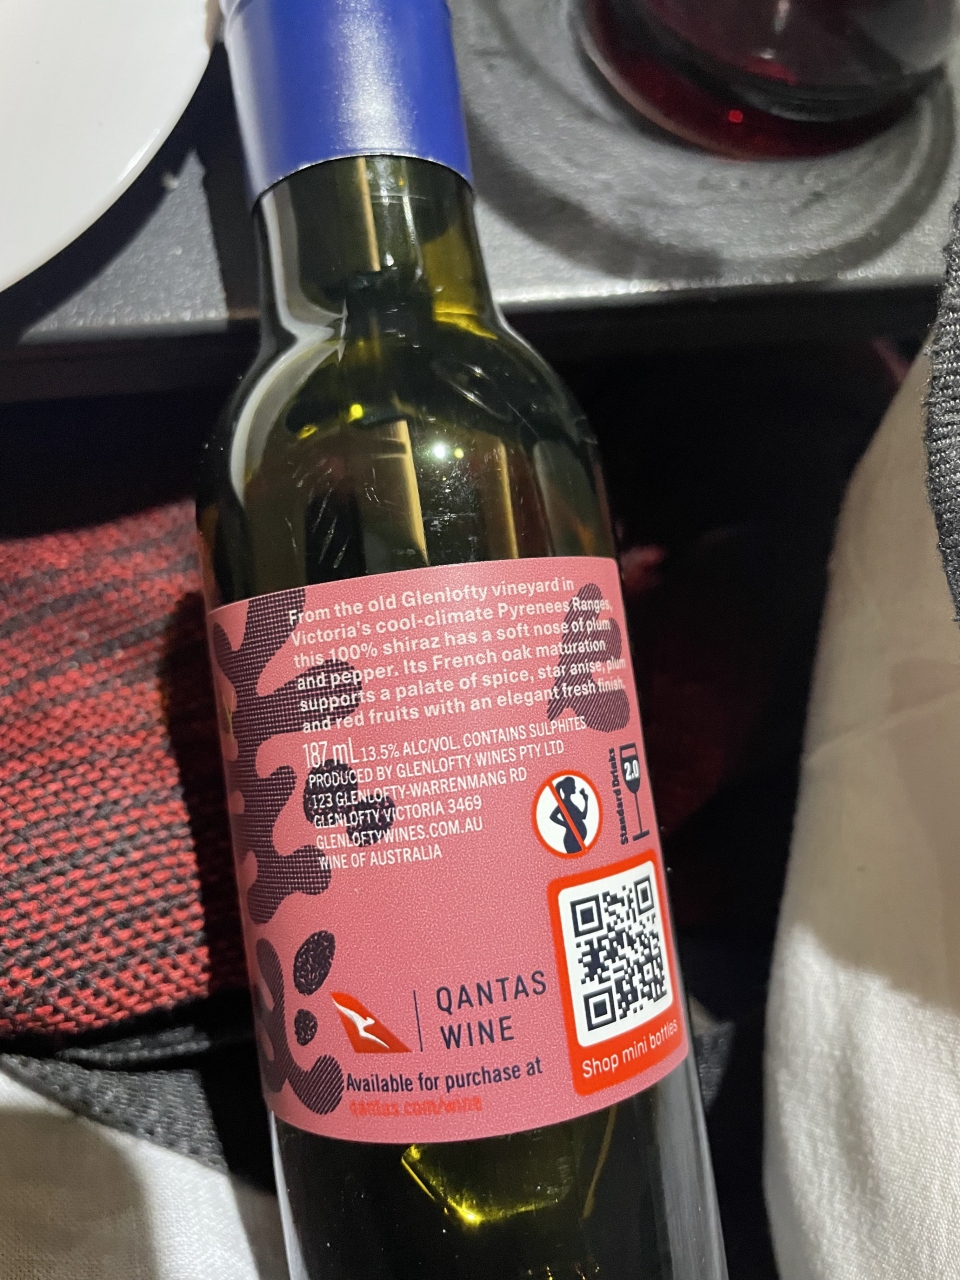 From the old Glenlofty vineyard in
Victoria's cool-climate Pyrenees Ranges,
this 100% shiraz has a soft nose of plum
and pepper. Its French oak maturation
supports a palate of spice, star anise, plum
and red fruits with an elegant fresh finish.
187 mL 13.5% ALC/VOL. CONTAINS SULPHITES
PRODUCED BY GLENLOFTY WINES PTY LTD
123 GLENLOFTY-WARRENMANG RD
GLENLOFTY VICTORIA 3469
GLENLOFTYWINES.COM.AU
WINE OF AUSTRALIA
2.0
Standard Drinks
QANTAS
WINE
Available for purchase at
qantas.com/wine
Shop mini bottles